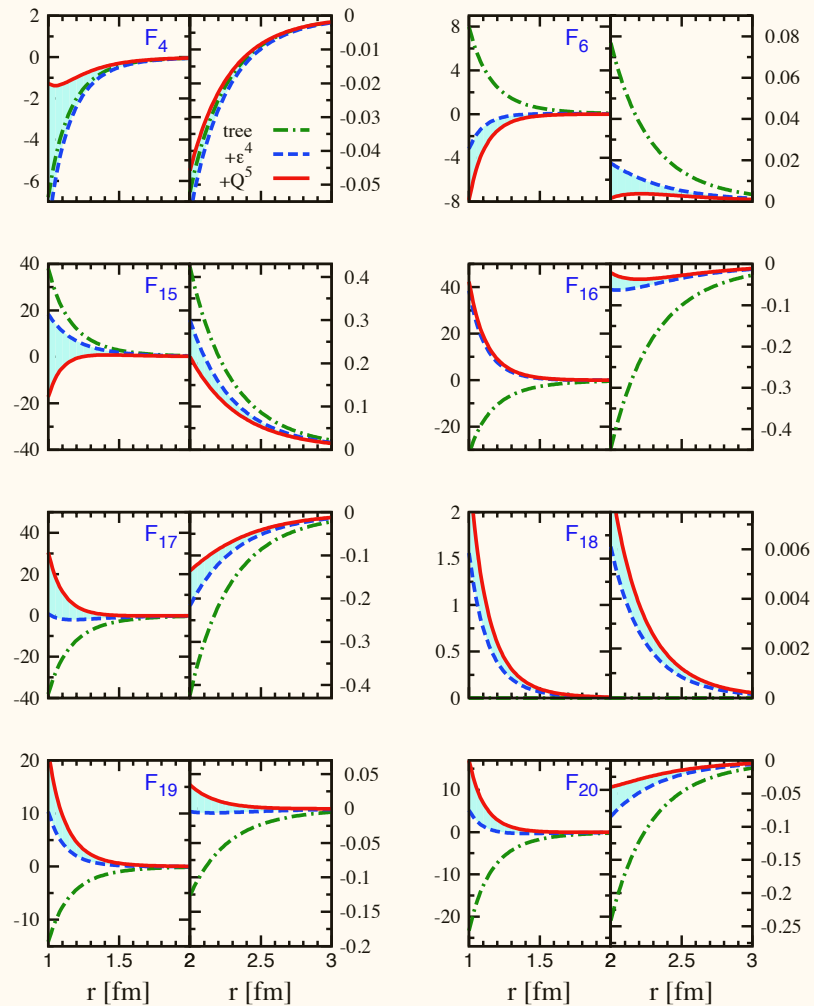 2 F₄ 0 8 F₆ 0.08
0 -0.01 4 0.06
-2 -0.02
tree -0.03 0 0.04
-4 +ε⁴ -0.04 -4 0.02
-6 +Q⁵ -0.05 -8 0
40 F₁₅ 0.4 40 F₁₆ 0
20 0.3 20 -0.1
0 0.2 0 -0.2
-20 0.1 -20 -0.3
-40 0 -0.4
40 F₁₇ 0 2 F₁₈
20 -0.1 1.5 0.006
0 -0.2 1 0.004
-20 -0.3 0.5 0.002
-40 -0.4 0 0
20 F₁₉ 0.05 10 F₂₀ 0
10 0 0 -0.05
0 -0.05 -10 -0.1
-10 -0.1 -20 -0.15
-0.15 -0.2
-0.2 -0.25
1 1.5 2 2.5 3 1 1.5 2 2.5 3
r [fm] r [fm] r [fm] r [fm]